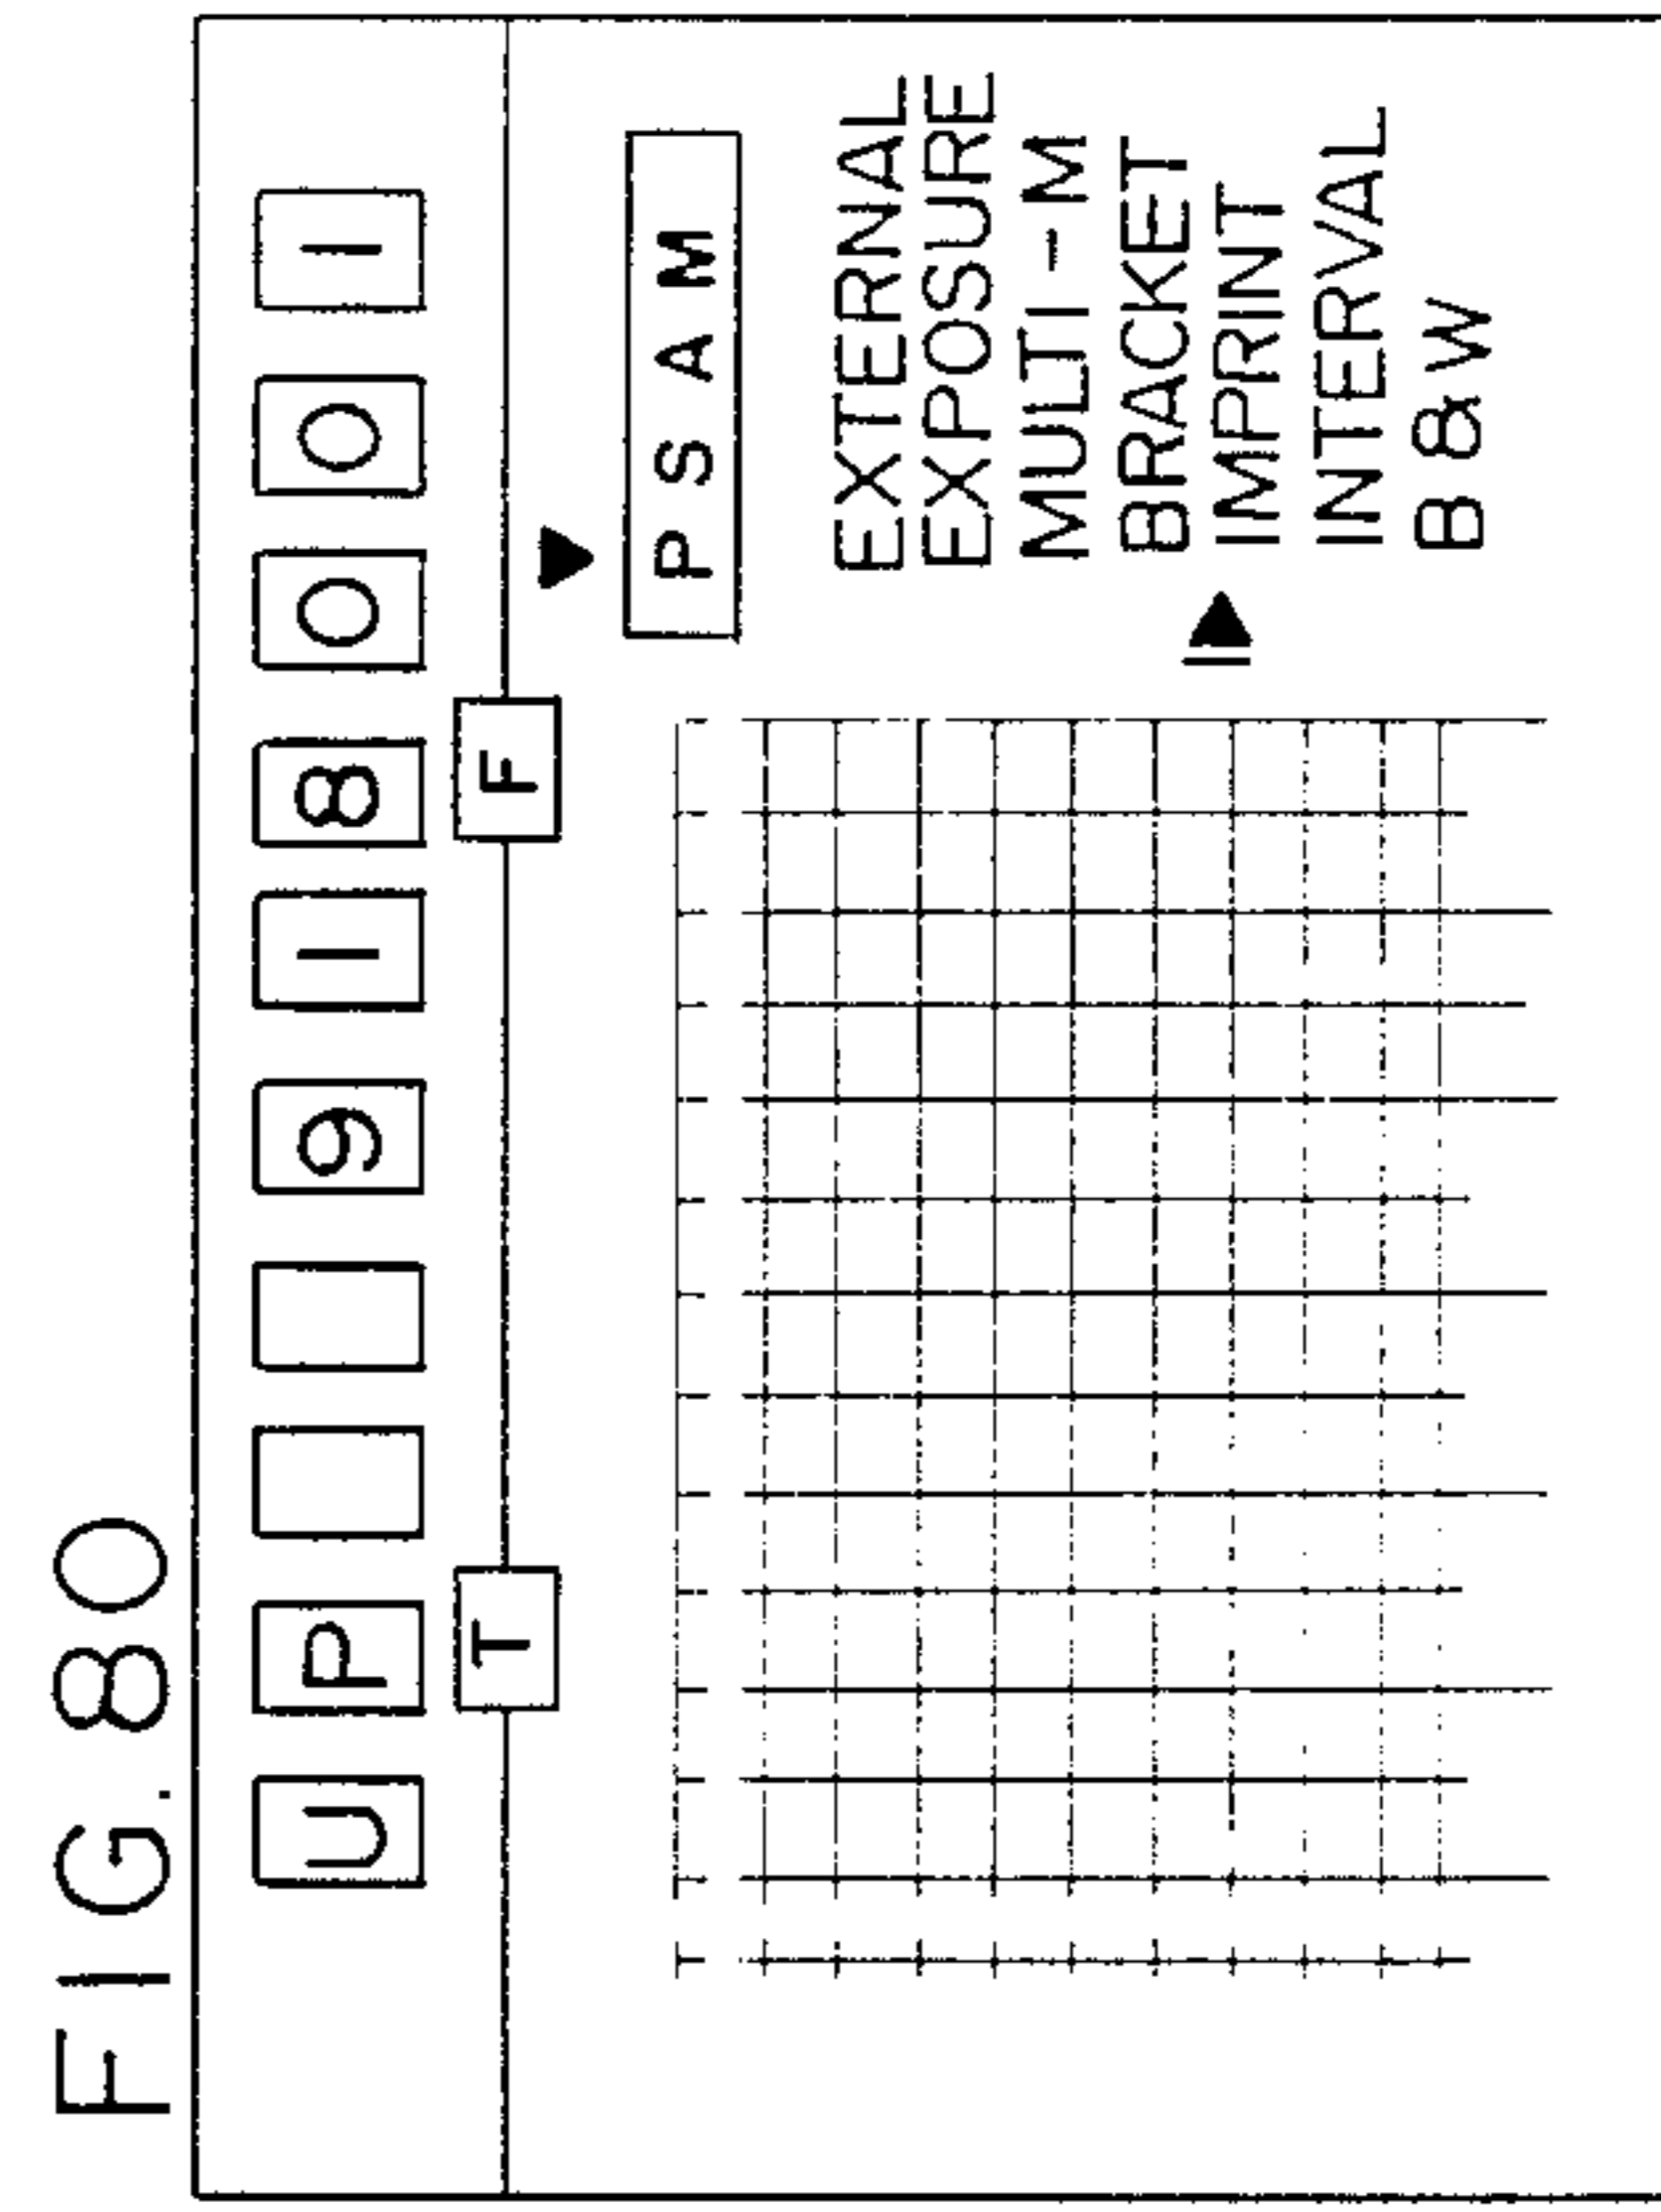 FIG. 80
U P 9 1 8 0 0 1
T F
P S A M
EXTERNAL
EXPOSURE
MULTI - M
BRACKET
IMPRINT
INTERVAL
B & W